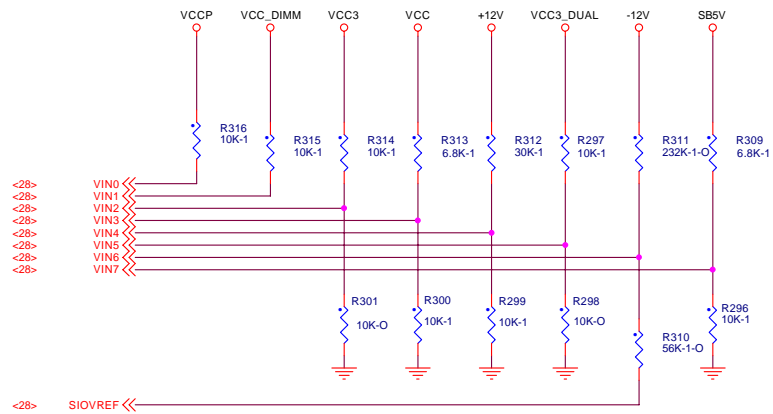 VCCP VCC_DIMM VCC3 VCC +12V VCC3_DUAL -12V SB5V
R316 R315 R314 R313 R312 R297 R311 R309
10K-1 10K-1 10K-1 6.8K-1 30K-1 10K-1 232K-1-O 6.8K-1
<28> VIN0
<28> VIN1
<28> VIN2
<28> VIN3
<28> VIN4
<28> VIN5
<28> VIN6
<28> VIN7
R301 R300 R299 R298 R310 R296
10K-O 10K-1 10K-1 10K-O 56K-1-O 10K-1
<28> SIOVREF